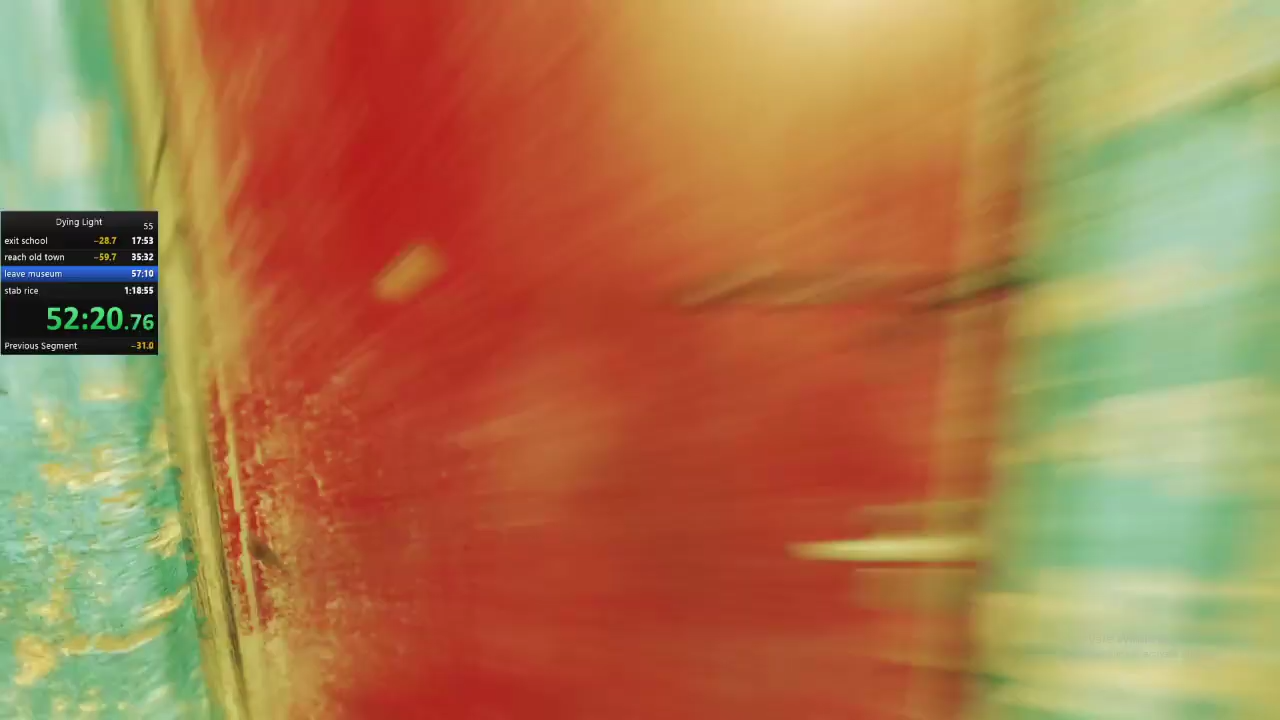 Dying Light
55
exit school -28.7 17:53
reach old town -59.7 35:32
leave museum 57:10
stab rice 1:18:55
52:20.76
Previous Segment -31.0